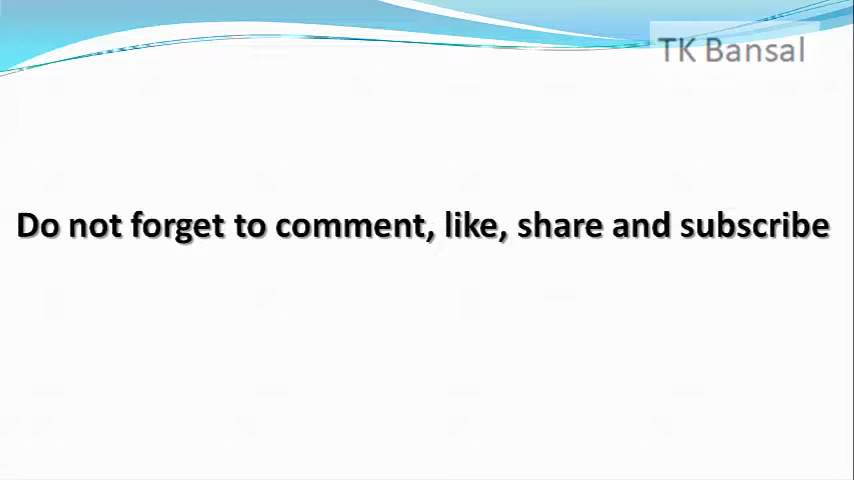 TK Bansal
Do not forget to comment, like, share and subscribe